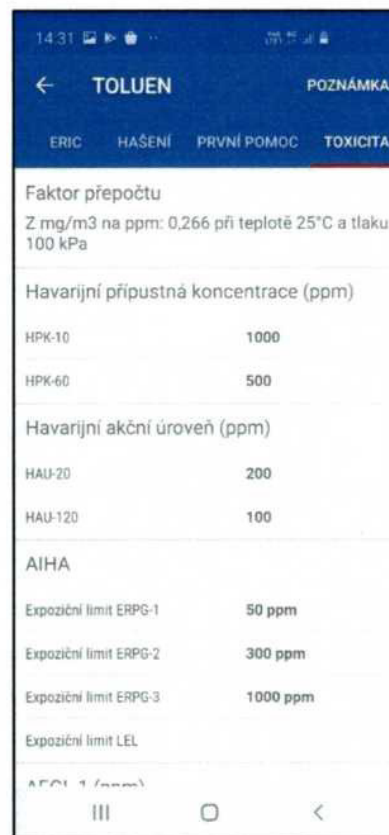 14:31
TOLUEN POZNÁMKA
ERIC HAŠENÍ PRVNÍ POMOC TOXICITA
Faktor přepočtu
Z mg/m3 na ppm: 0,266 při teplotě 25°C a tlaku
100 kPa
Havarijní přípustná koncentrace (ppm)
HPK-10 1000
HPK-60 500
Havarijní akční úroveň (ppm)
HAU-20 200
HAU-120 100
AIHA
Expoziční limit ERPG-1 50 ppm
Expoziční limit ERPG-2 300 ppm
Expoziční limit ERPG-3 1000 ppm
Expoziční limit LEL
AEGL 1 (ppm)